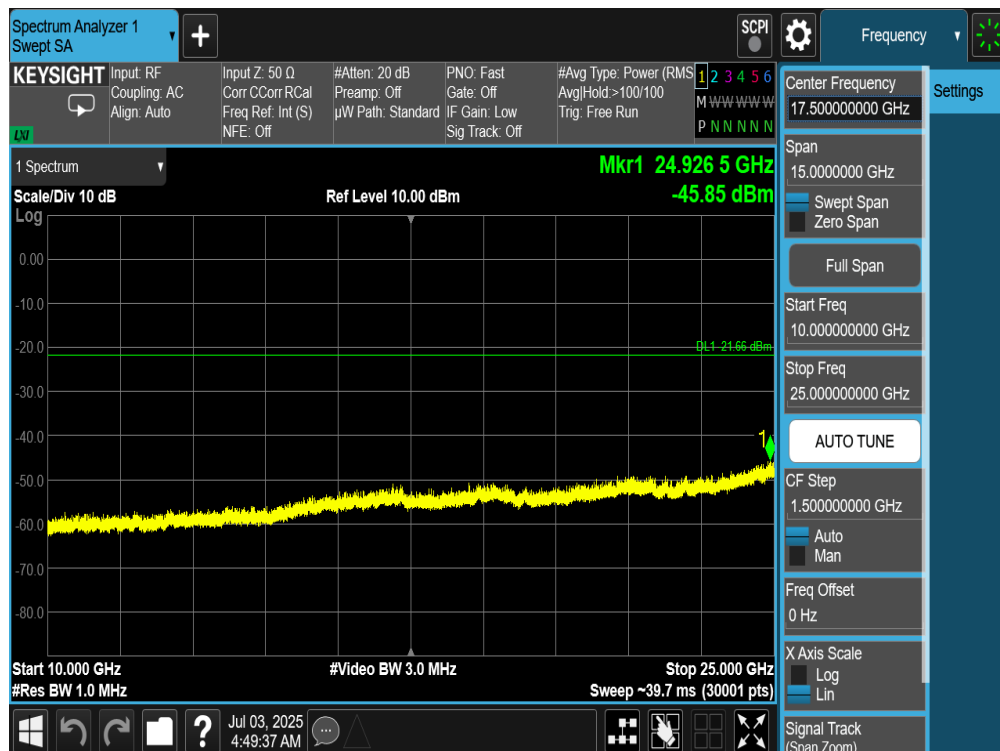 Spectrum Analyzer 1
Swept SA
+
SCPI
Frequency
KEYSIGHT
LXI
Input: RF
Coupling: AC
Align: Auto
Input Z: 50 Ω
Corr CCorr RCal
Freq Ref: Int (S)
NFE: Off
#Atten: 20 dB
Preamp: Off
µW Path: Standard
PNO: Fast
Gate: Off
IF Gain: Low
Sig Track: Off
#Avg Type: Power (RMS
Avg|Hold:>100/100
Trig: Free Run
1 2 3 4 5 6
M W W W W W
P N N N N N
Center Frequency
17.500000000 GHz
Settings
1 Spectrum
Mkr1 24.926 5 GHz
-45.85 dBm
Scale/Div 10 dB
Ref Level 10.00 dBm
Log
0.00
-10.0
-20.0
-30.0
-40.0
-50.0
-60.0
-70.0
-80.0
DL1 -21.66 dBm
1
Start 10.000 GHz
#Video BW 3.0 MHz
Stop 25.000 GHz
#Res BW 1.0 MHz
Sweep ~39.7 ms (30001 pts)
Span
15.0000000 GHz
Swept Span
Zero Span
Full Span
Start Freq
10.000000000 GHz
Stop Freq
25.000000000 GHz
AUTO TUNE
CF Step
1.500000000 GHz
Auto
Man
Freq Offset
0 Hz
X Axis Scale
Log
Lin
Signal Track
(Span Zoom)
?
Jul 03, 2025
4:49:37 AM